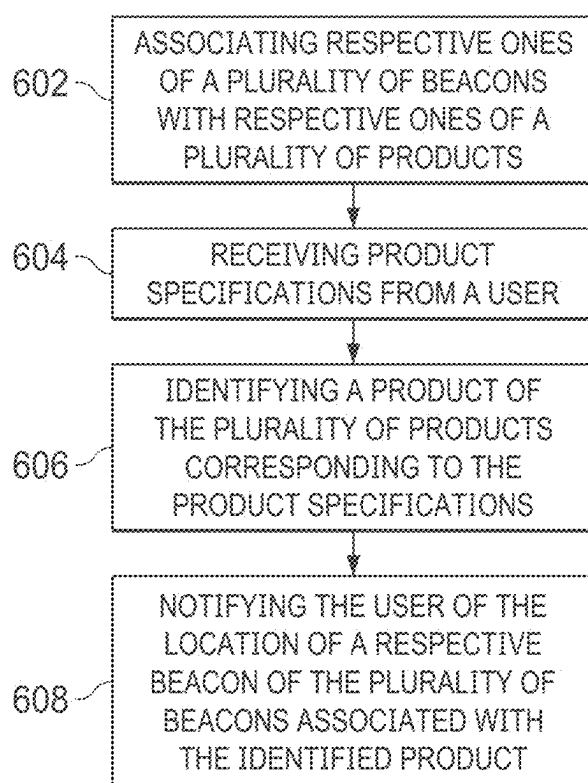 602
ASSOCIATING RESPECTIVE ONES
OF A PLURALITY OF BEACONS
WITH RESPECTIVE ONES OF A
PLURALITY OF PRODUCTS
604
RECEIVING PRODUCT
SPECIFICATIONS FROM A USER
606
IDENTIFYING A PRODUCT OF
THE PLURALITY OF PRODUCTS
CORRESPONDING TO THE
PRODUCT SPECIFICATIONS
608
NOTIFYING THE USER OF THE
LOCATION OF A RESPECTIVE
BEACON OF THE PLURALITY OF
BEACONS ASSOCIATED WITH
THE IDENTIFIED PRODUCT